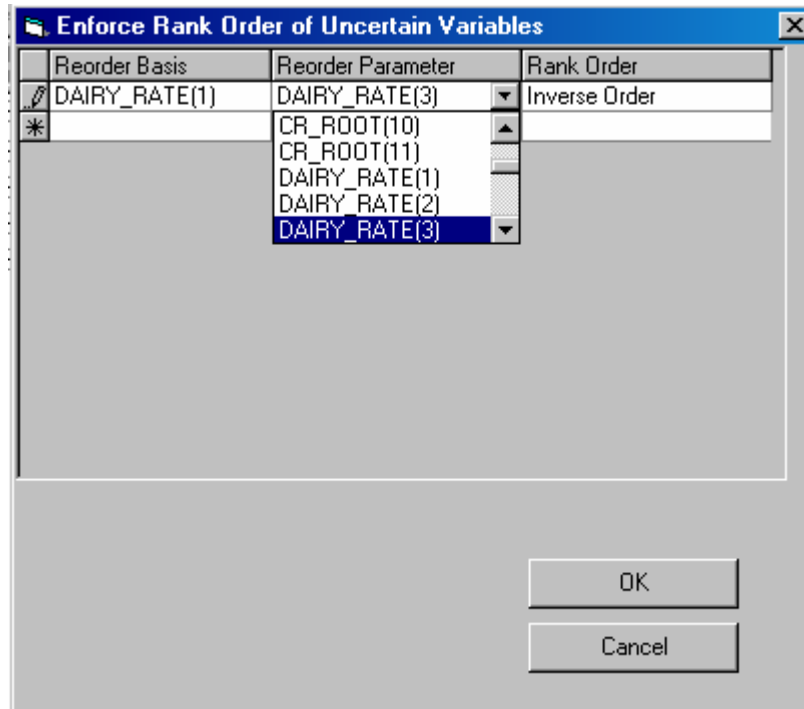 Enforce Rank Order of Uncertain Variables
Reorder Basis Reorder Parameter Rank Order
DAIRY_RATE(1) DAIRY_RATE(3) Inverse Order
CR_ROOT(10)
CR_ROOT(11)
DAIRY_RATE(1)
DAIRY_RATE(2)
DAIRY_RATE(3)
OK
Cancel